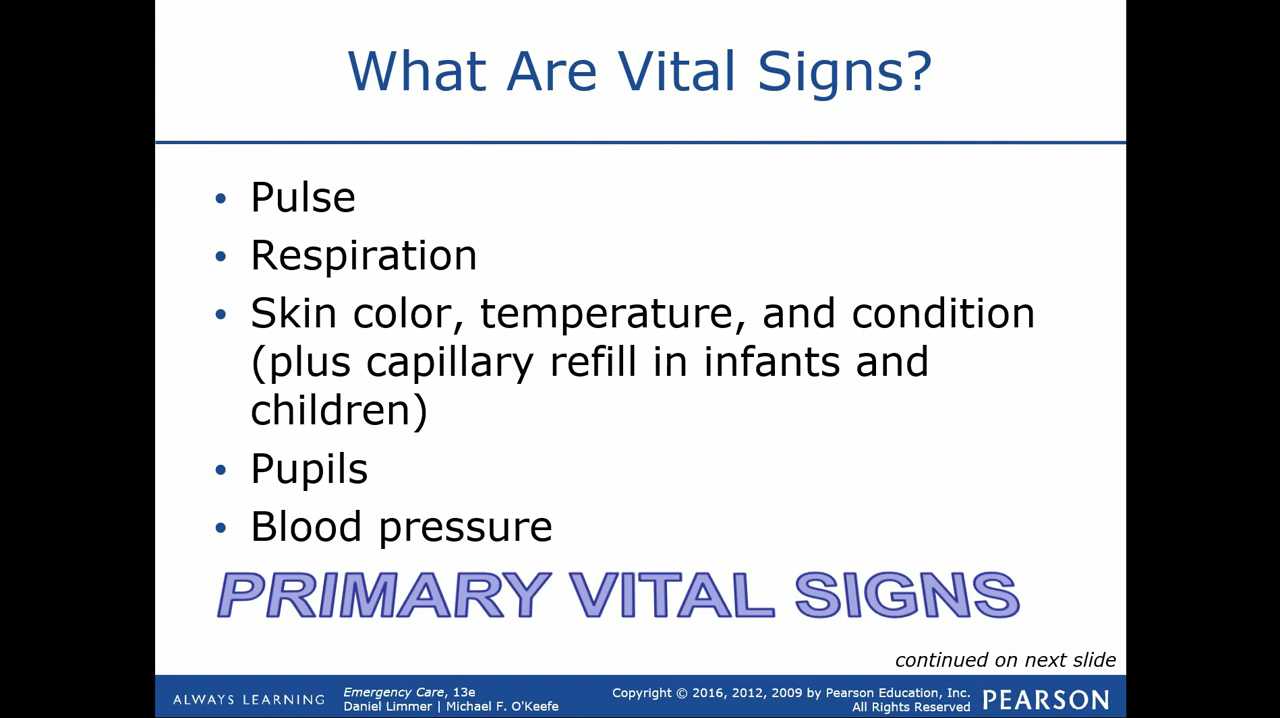 What Are Vital Signs?
• Pulse
• Respiration
• Skin color, temperature, and condition
(plus capillary refill in infants and
children)
• Pupils
• Blood pressure
PRIMARY VITAL SIGNS
continued on next slide
ALWAYS LEARNING
Emergency Care, 13e
Daniel Limmer | Michael F. O'Keefe
Copyright © 2016, 2012, 2009 by Pearson Education, Inc.
All Rights Reserved
PEARSON